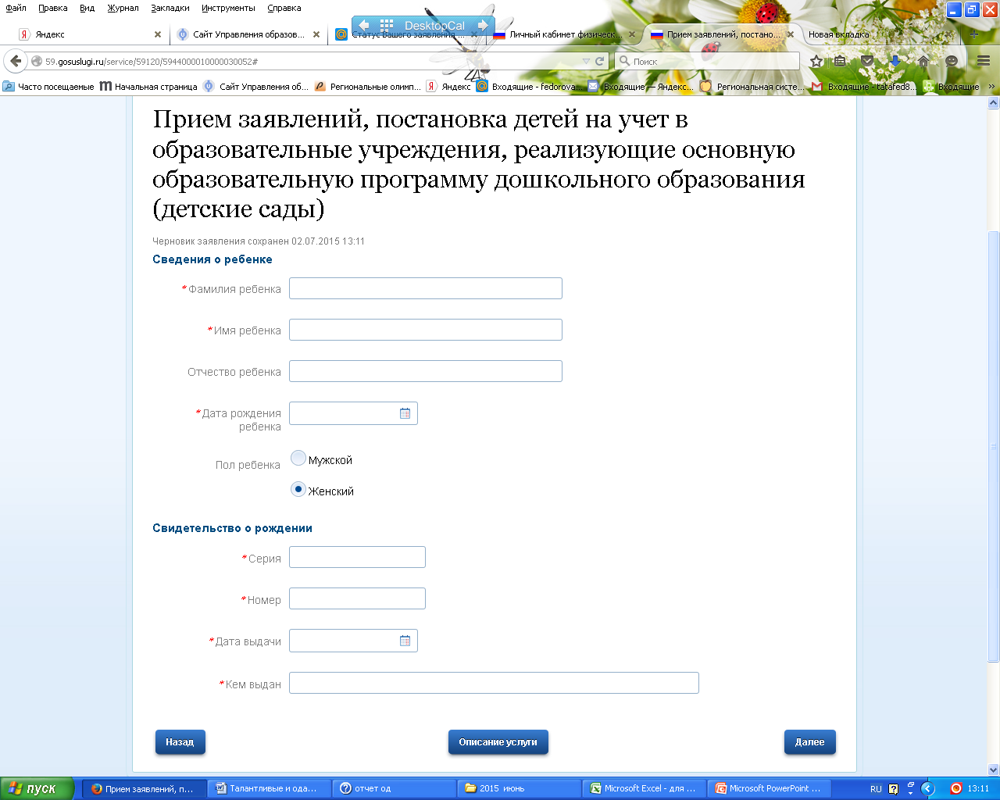 Файл Правка Вид Журнал Закладки Инструменты Справка
DesktopCal
Яндекс Сайт Управления образов... Статус Вашего заявления ... Личный кабинет физическ... Прием заявлений, постано... Новая вкладка
59.gosuslugi.ru/service/59120/5944000010000030052# Поиск
Часто посещаемые Начальная страница Сайт Управления об... Региональные олимп... Яндекс Входящие - fedorova... Входящие — Яндекс... Региональная систе... Входящие - tatafed8... Входящие
Прием заявлений, постановка детей на учет в
образовательные учреждения, реализующие основную
образовательную программу дошкольного образования
(детские сады)
Черновик заявления сохранен 02.07.2015 13:11
Сведения о ребенке
*Фамилия ребенка
*Имя ребенка
Отчество ребенка
*Дата рождения
ребенка
Пол ребенка Мужской
Женский
Свидетельство о рождении
*Серия
*Номер
*Дата выдачи
*Кем выдан
Назад Описание услуги Далее
пуск Прием заявлений, п... Талантливые и ода... отчет од 2015 июнь Microsoft Excel - для ... Microsoft PowerPoint ... RU 13:11